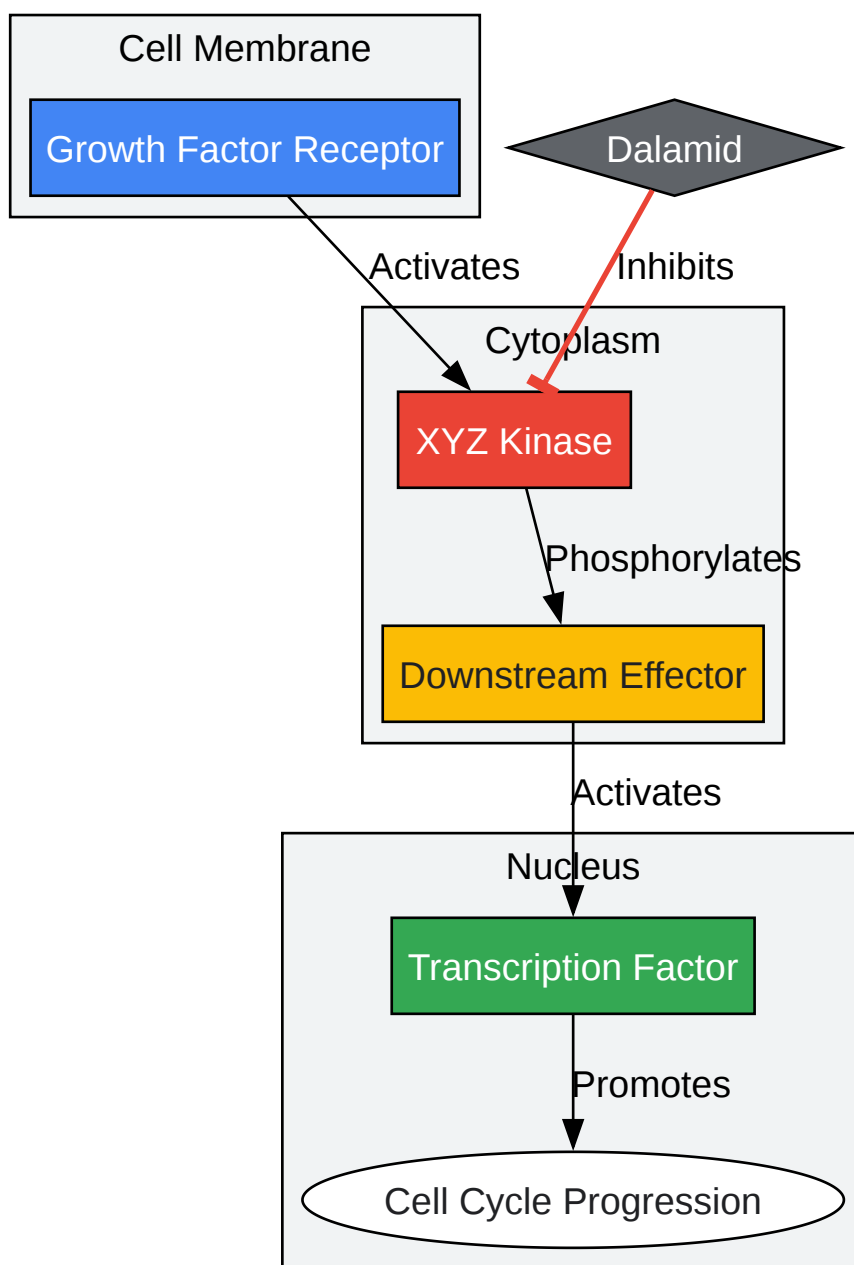 Cell Membrane
Growth Factor Receptor
Dalamid
Activates
Inhibits
Cytoplasm
XYZ Kinase
Phosphorylates
Downstream Effector
Activates
Nucleus
Transcription Factor
Promotes
Cell Cycle Progression